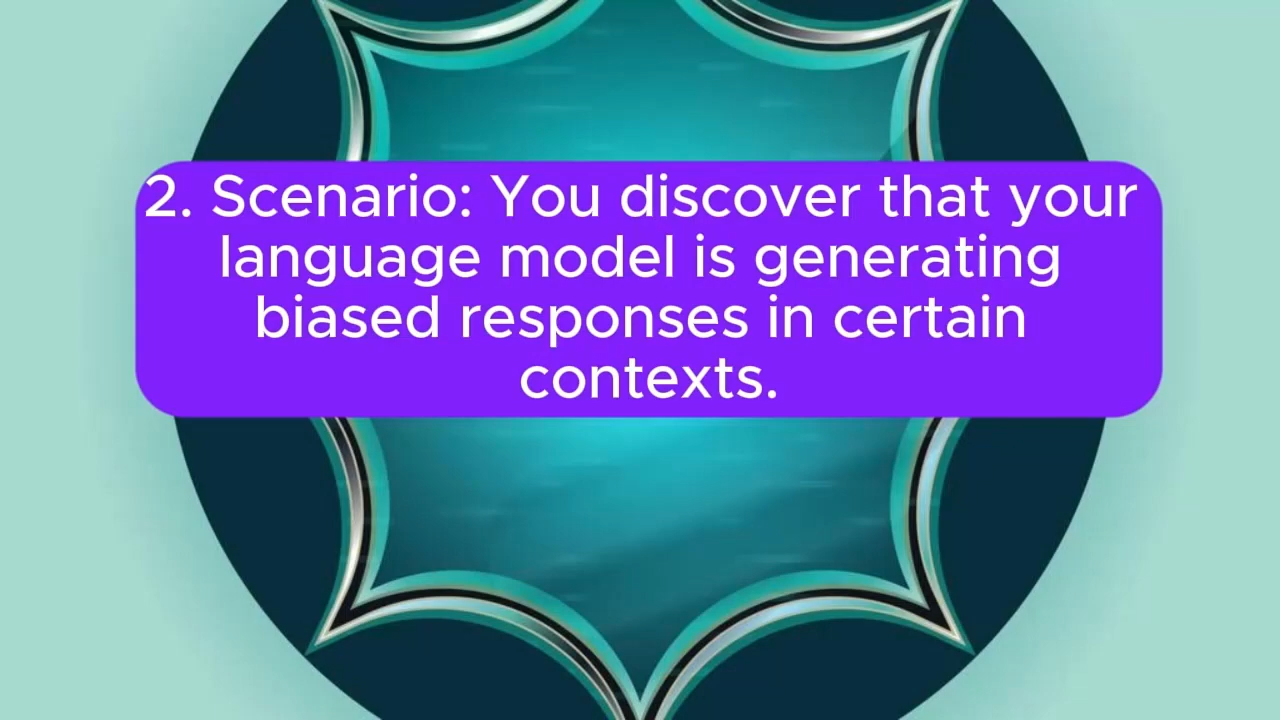 2. Scenario: You discover that your
language model is generating
biased responses in certain
contexts.